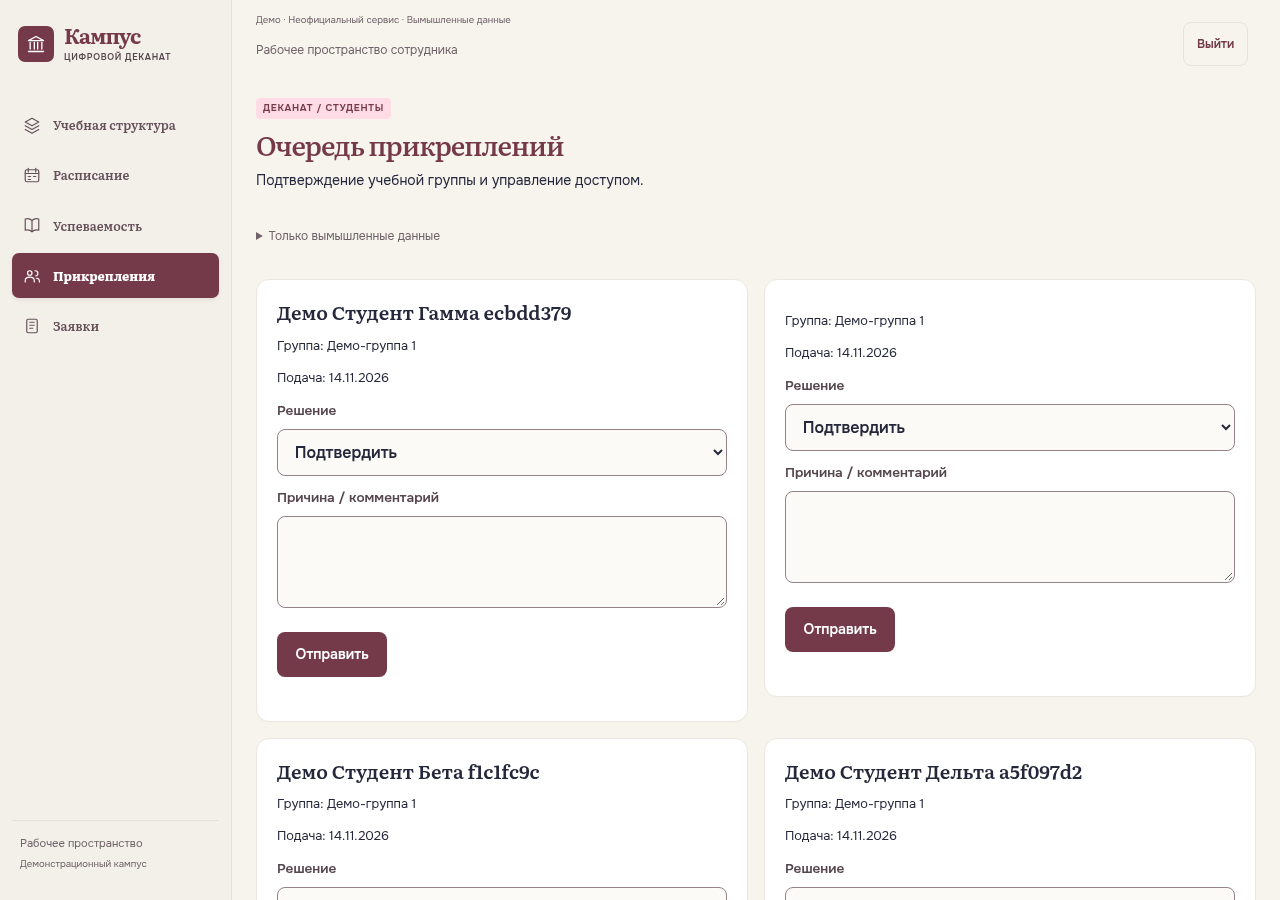 Кампус
ЦИФРОВОЙ ДЕКАНАТ
Учебная структура
Расписание
Успеваемость
Прикрепления
Заявки
Рабочее пространство
Демонстрационный кампус
Демо · Неофициальный сервис · Вымышленные данные
Рабочее пространство сотрудника
Выйти
ДЕКАНАТ / СТУДЕНТЫ
Очередь прикреплений
Подтверждение учебной группы и управление доступом.
Только вымышленные данные
Демо Студент Гамма ecbdd379
Группа: Демо-группа 1
Подача: 14.11.2026
Решение
Подтвердить
Причина / комментарий
Отправить
Группа: Демо-группа 1
Подача: 14.11.2026
Решение
Подтвердить
Причина / комментарий
Отправить
Демо Студент Бета f1c1fc9c
Группа: Демо-группа 1
Подача: 14.11.2026
Решение
Демо Студент Дельта a5f097d2
Группа: Демо-группа 1
Подача: 14.11.2026
Решение